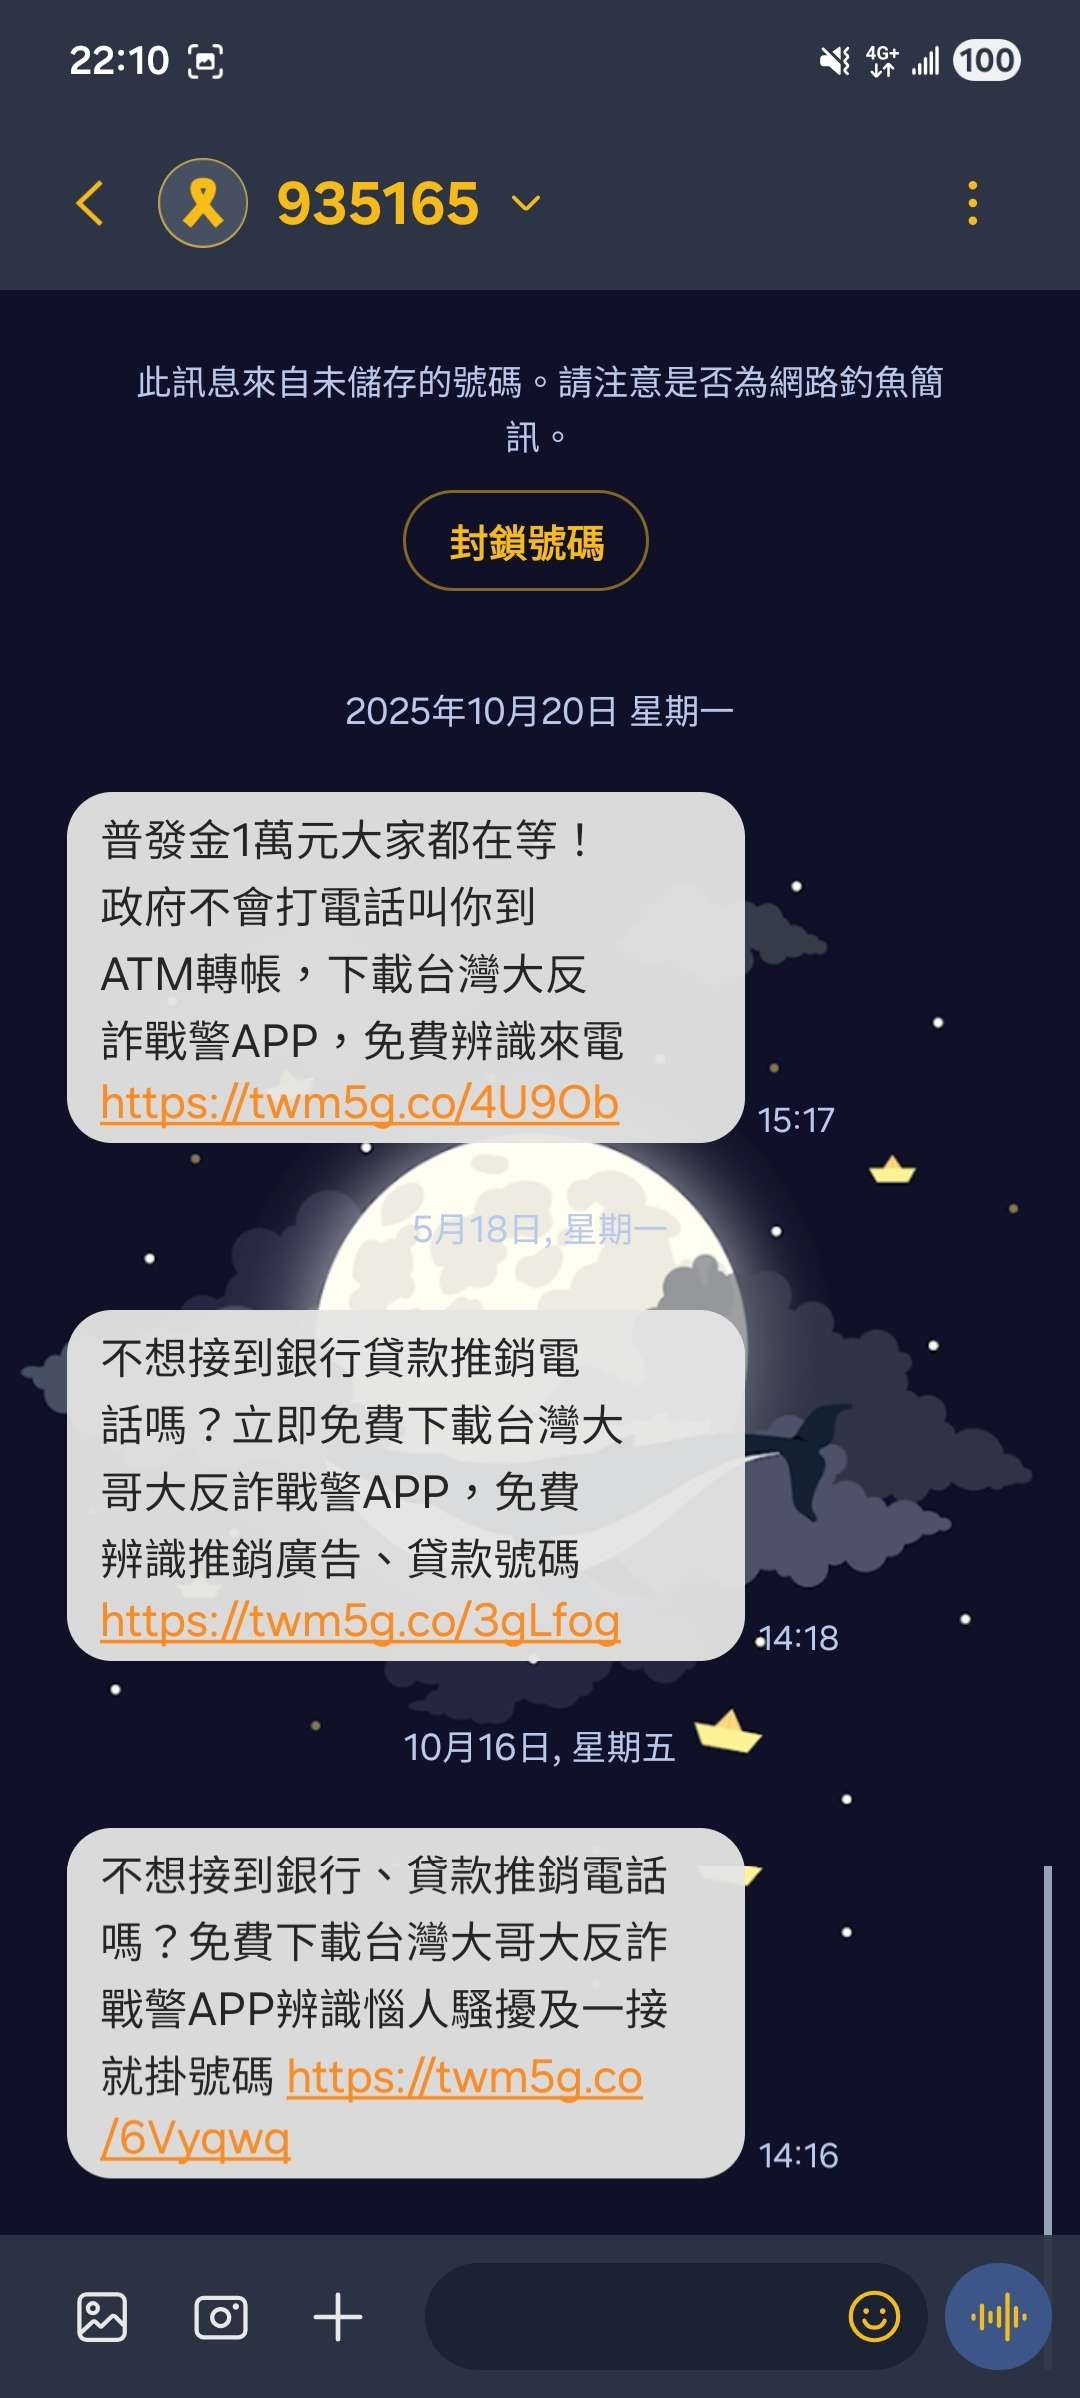 22:10
4G+
100
935165
此訊息來自未儲存的號碼。請注意是否為網路釣魚簡
訊。
封鎖號碼
2025年10月20日 星期一
普發金1萬元大家都在等！
政府不會打電話叫你到
ATM轉帳，下載台灣大反
詐戰警APP，免費辨識來電
https://twm5g.co/4U9Ob
15:17
5月18日, 星期一
不想接到銀行貸款推銷電
話嗎？立即免費下載台灣大
哥大反詐戰警APP，免費
辨識推銷廣告、貸款號碼
https://twm5g.co/3gLfog
14:18
10月16日, 星期五
不想接到銀行、貸款推銷電話
嗎？免費下載台灣大哥大反詐
戰警APP辨識惱人騷擾及一接
就掛號碼 https://twm5g.co
/6Vyqwq
14:16